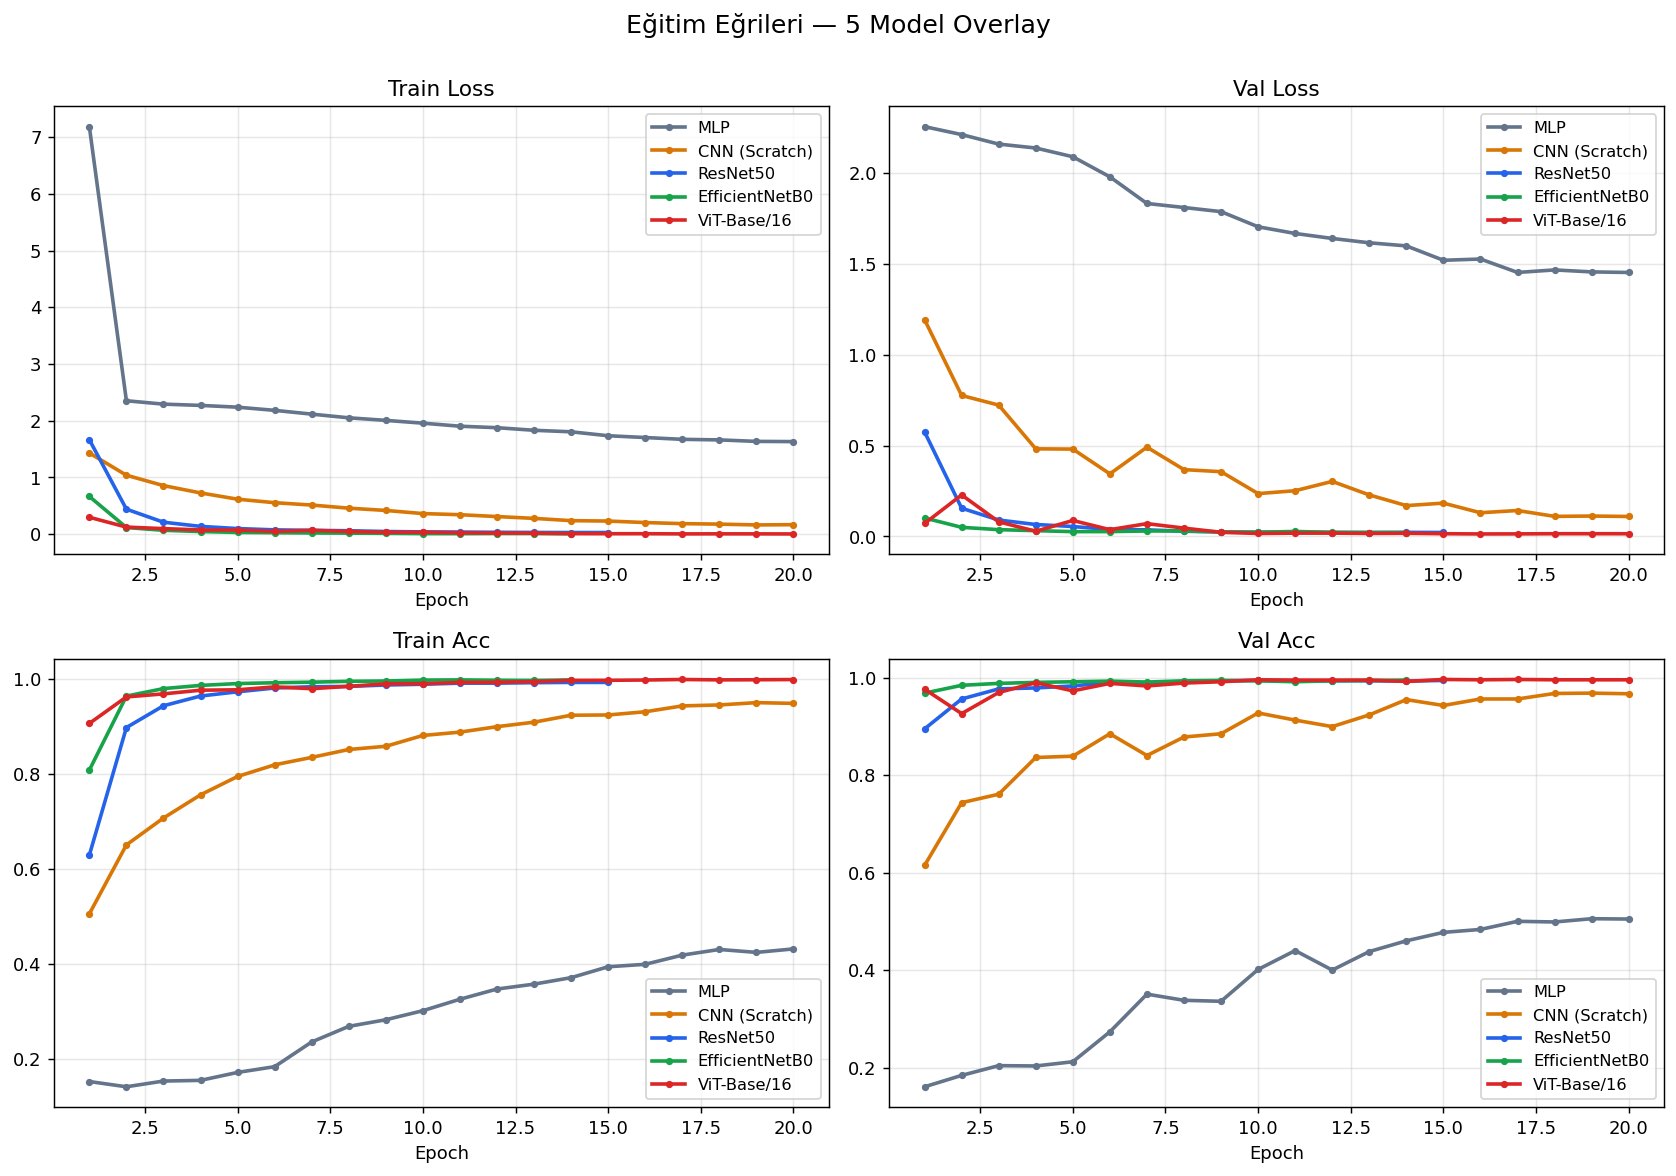 Eğitim Eğrileri — 5 Model Overlay
Train Loss
7
6
5
4
3
2
1
0
MLP
CNN (Scratch)
ResNet50
EfficientNetB0
ViT-Base/16
2.5 5.0 7.5 10.0 12.5 15.0 17.5 20.0
Epoch
Val Loss
2.0
1.5
1.0
0.5
0.0
MLP
CNN (Scratch)
ResNet50
EfficientNetB0
ViT-Base/16
2.5 5.0 7.5 10.0 12.5 15.0 17.5 20.0
Epoch
Train Acc
1.0
0.8
0.6
0.4
0.2
MLP
CNN (Scratch)
ResNet50
EfficientNetB0
ViT-Base/16
2.5 5.0 7.5 10.0 12.5 15.0 17.5 20.0
Epoch
Val Acc
1.0
0.8
0.6
0.4
0.2
MLP
CNN (Scratch)
ResNet50
EfficientNetB0
ViT-Base/16
2.5 5.0 7.5 10.0 12.5 15.0 17.5 20.0
Epoch